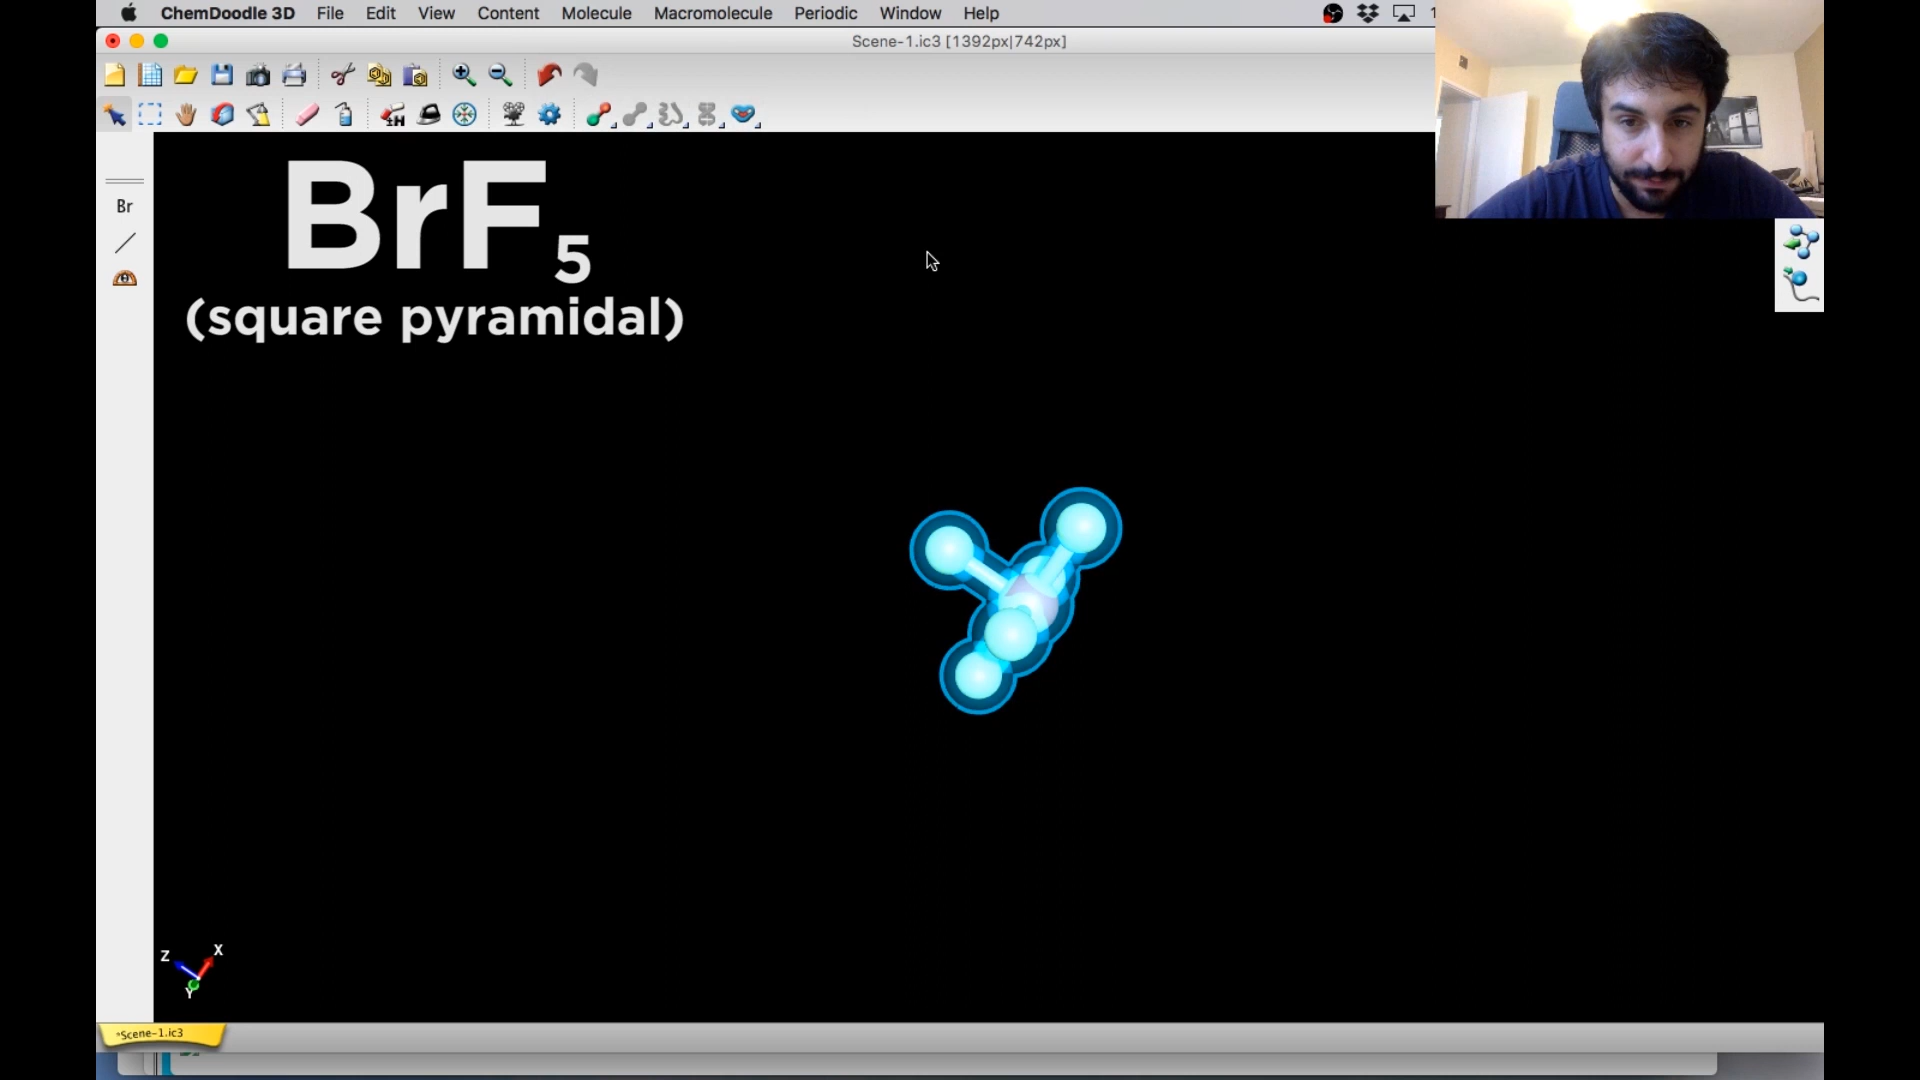 ChemDoodle 3D File Edit View Content Molecule Macromolecule Periodic Window Help
Scene-1.ic3 [1392px|742px]
H
Br
BrF5
(square pyramidal)
Z X
Y
*Scene-1.ic3